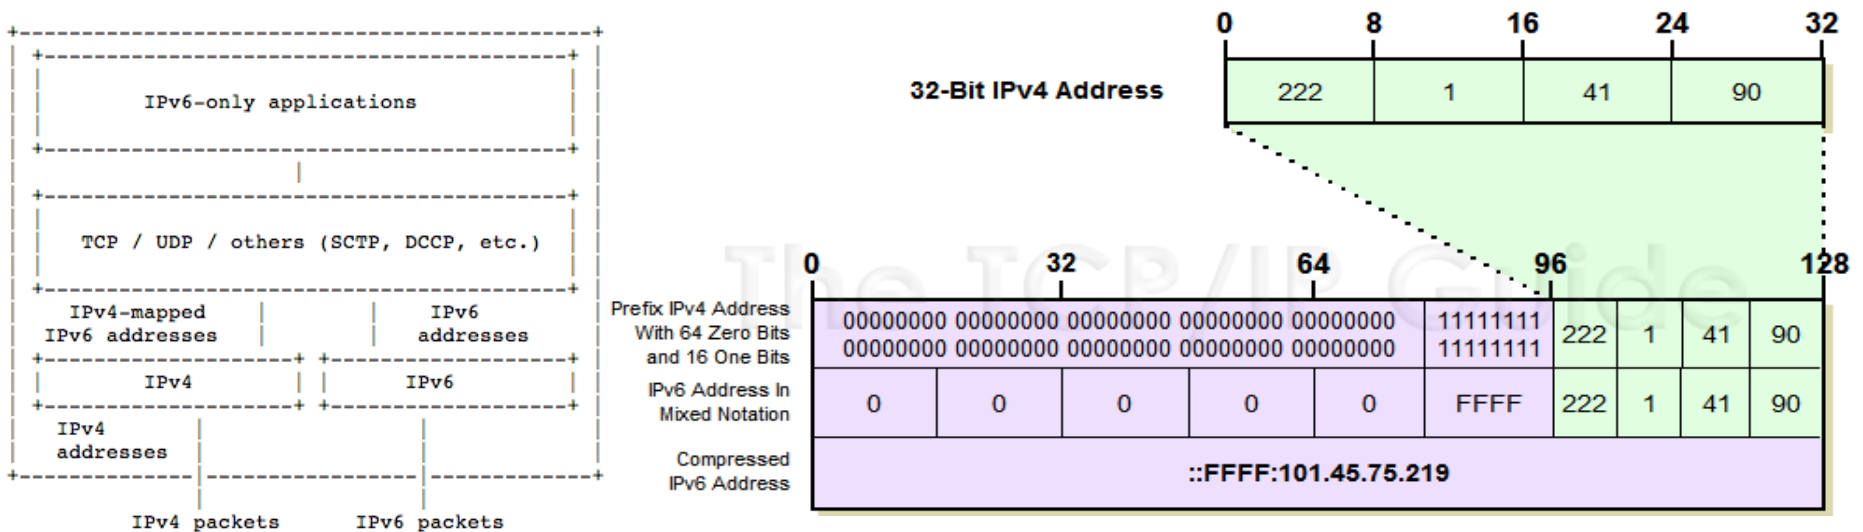 IPv6-only applications
TCP / UDP / others (SCTP, DCCP, etc.)
IPv4-mapped
IPv6 addresses
IPv6
addresses
IPv4
IPv6
IPv4
addresses
IPv4 packets
IPv6 packets
0 8 16 24 32
32-Bit IPv4 Address
222 1 41 90
The TCP/IP Guide
0 32 64 96 128
Prefix IPv4 Address
With 64 Zero Bits
and 16 One Bits
00000000 00000000 00000000 00000000 00000000 11111111
00000000 00000000 00000000 00000000 00000000 11111111
222 1 41 90
IPv6 Address In
Mixed Notation
0 0 0 0 0 FFFF 222 1 41 90
Compressed
IPv6 Address
::FFFF:101.45.75.219